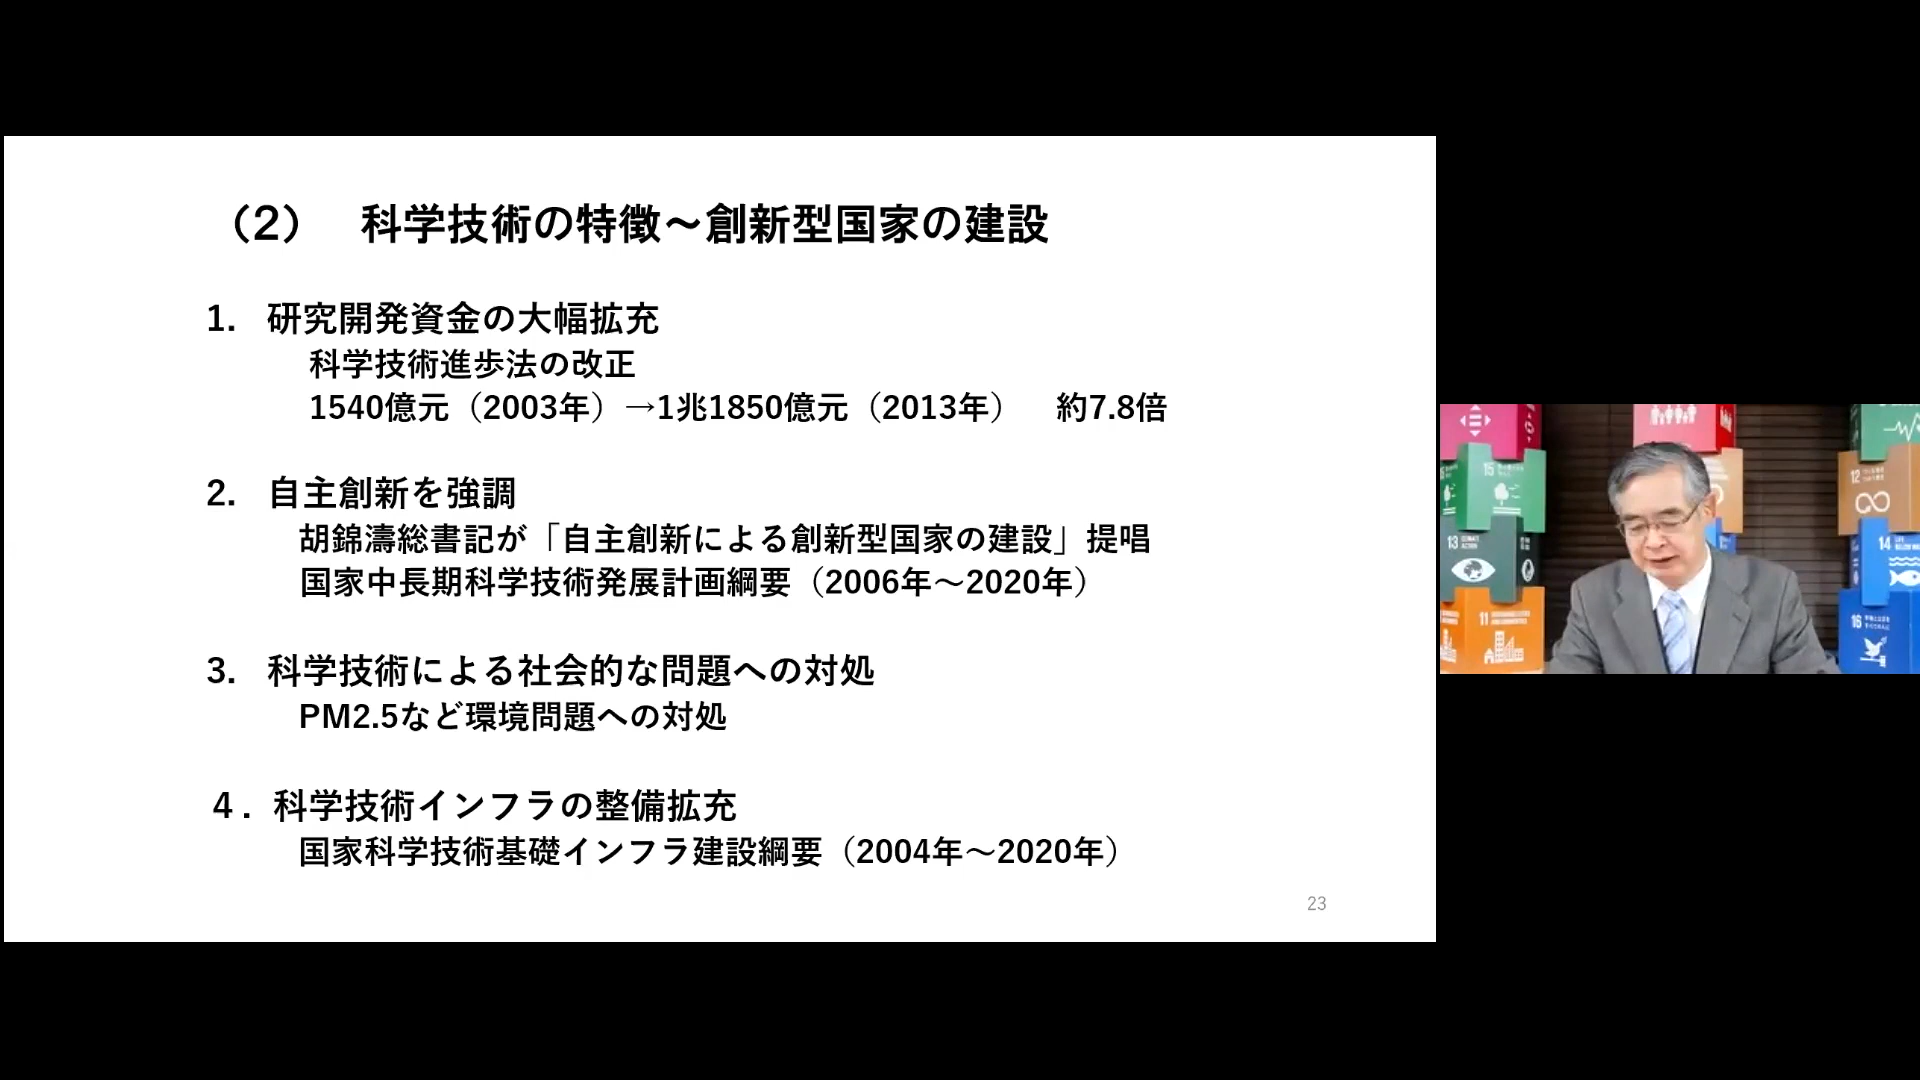 （2）　科学技術の特徴～創新型国家の建設
1. 研究開発資金の大幅拡充
科学技術進歩法の改正
1540億元（2003年）→1兆1850億元（2013年）　約7.8倍
2. 自主創新を強調
胡錦濤総書記が「自主創新による創新型国家の建設」提唱
国家中長期科学技術発展計画綱要（2006年～2020年）
3. 科学技術による社会的な問題への対処
PM2.5など環境問題への対処
４. 科学技術インフラの整備拡充
国家科学技術基礎インフラ建設綱要（2004年～2020年）
23
15
13 CLIMATE ACTION
11
12
14
16